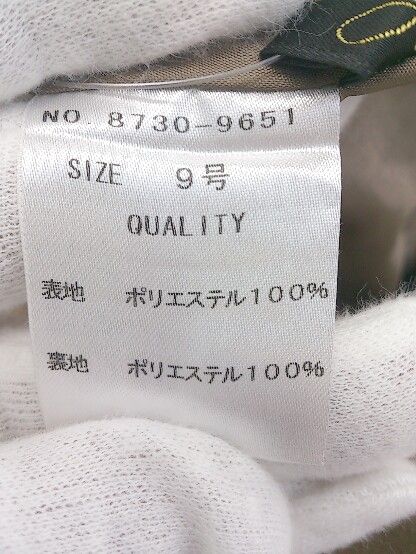 NO. 8730-9651
SIZE 9号
QUALITY
表地 ポリエステル100%
裏地 ポリエステル100%